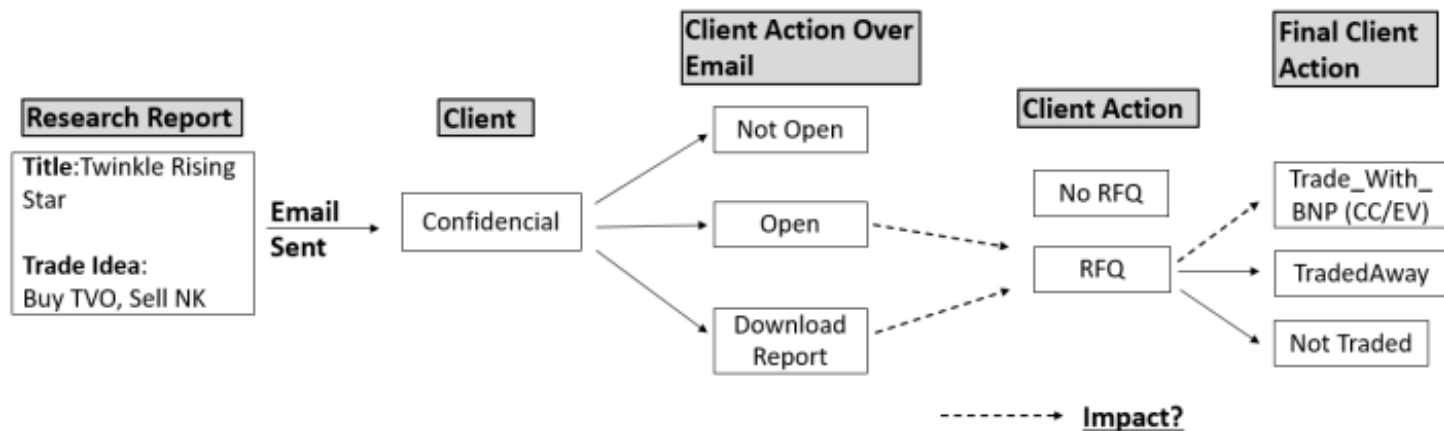 Research Report
Title:Twinkle Rising
Star
Trade Idea:
Buy TVO, Sell NK
Email
Sent
Client
Confidencial
Client Action Over
Email
Not Open
Open
Download
Report
Client Action
No RFQ
RFQ
Final Client
Action
Trade_With_
BNP (CC/EV)
TradedAway
Not Traded
Impact?